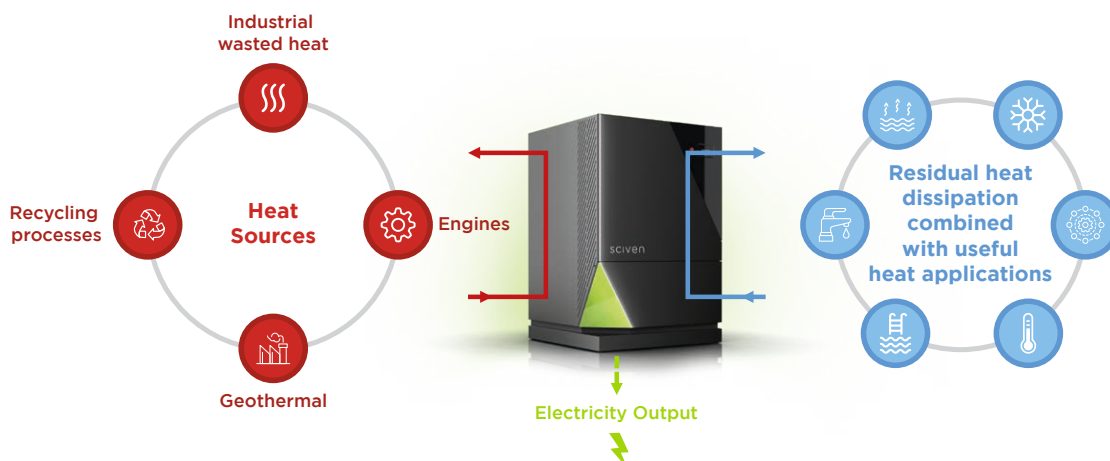 Industrial
wasted heat
Recycling
processes
Heat
Sources
Engines
Geothermal
sciven
Electricity Output
Residual heat
dissipation
combined
with useful
heat applications